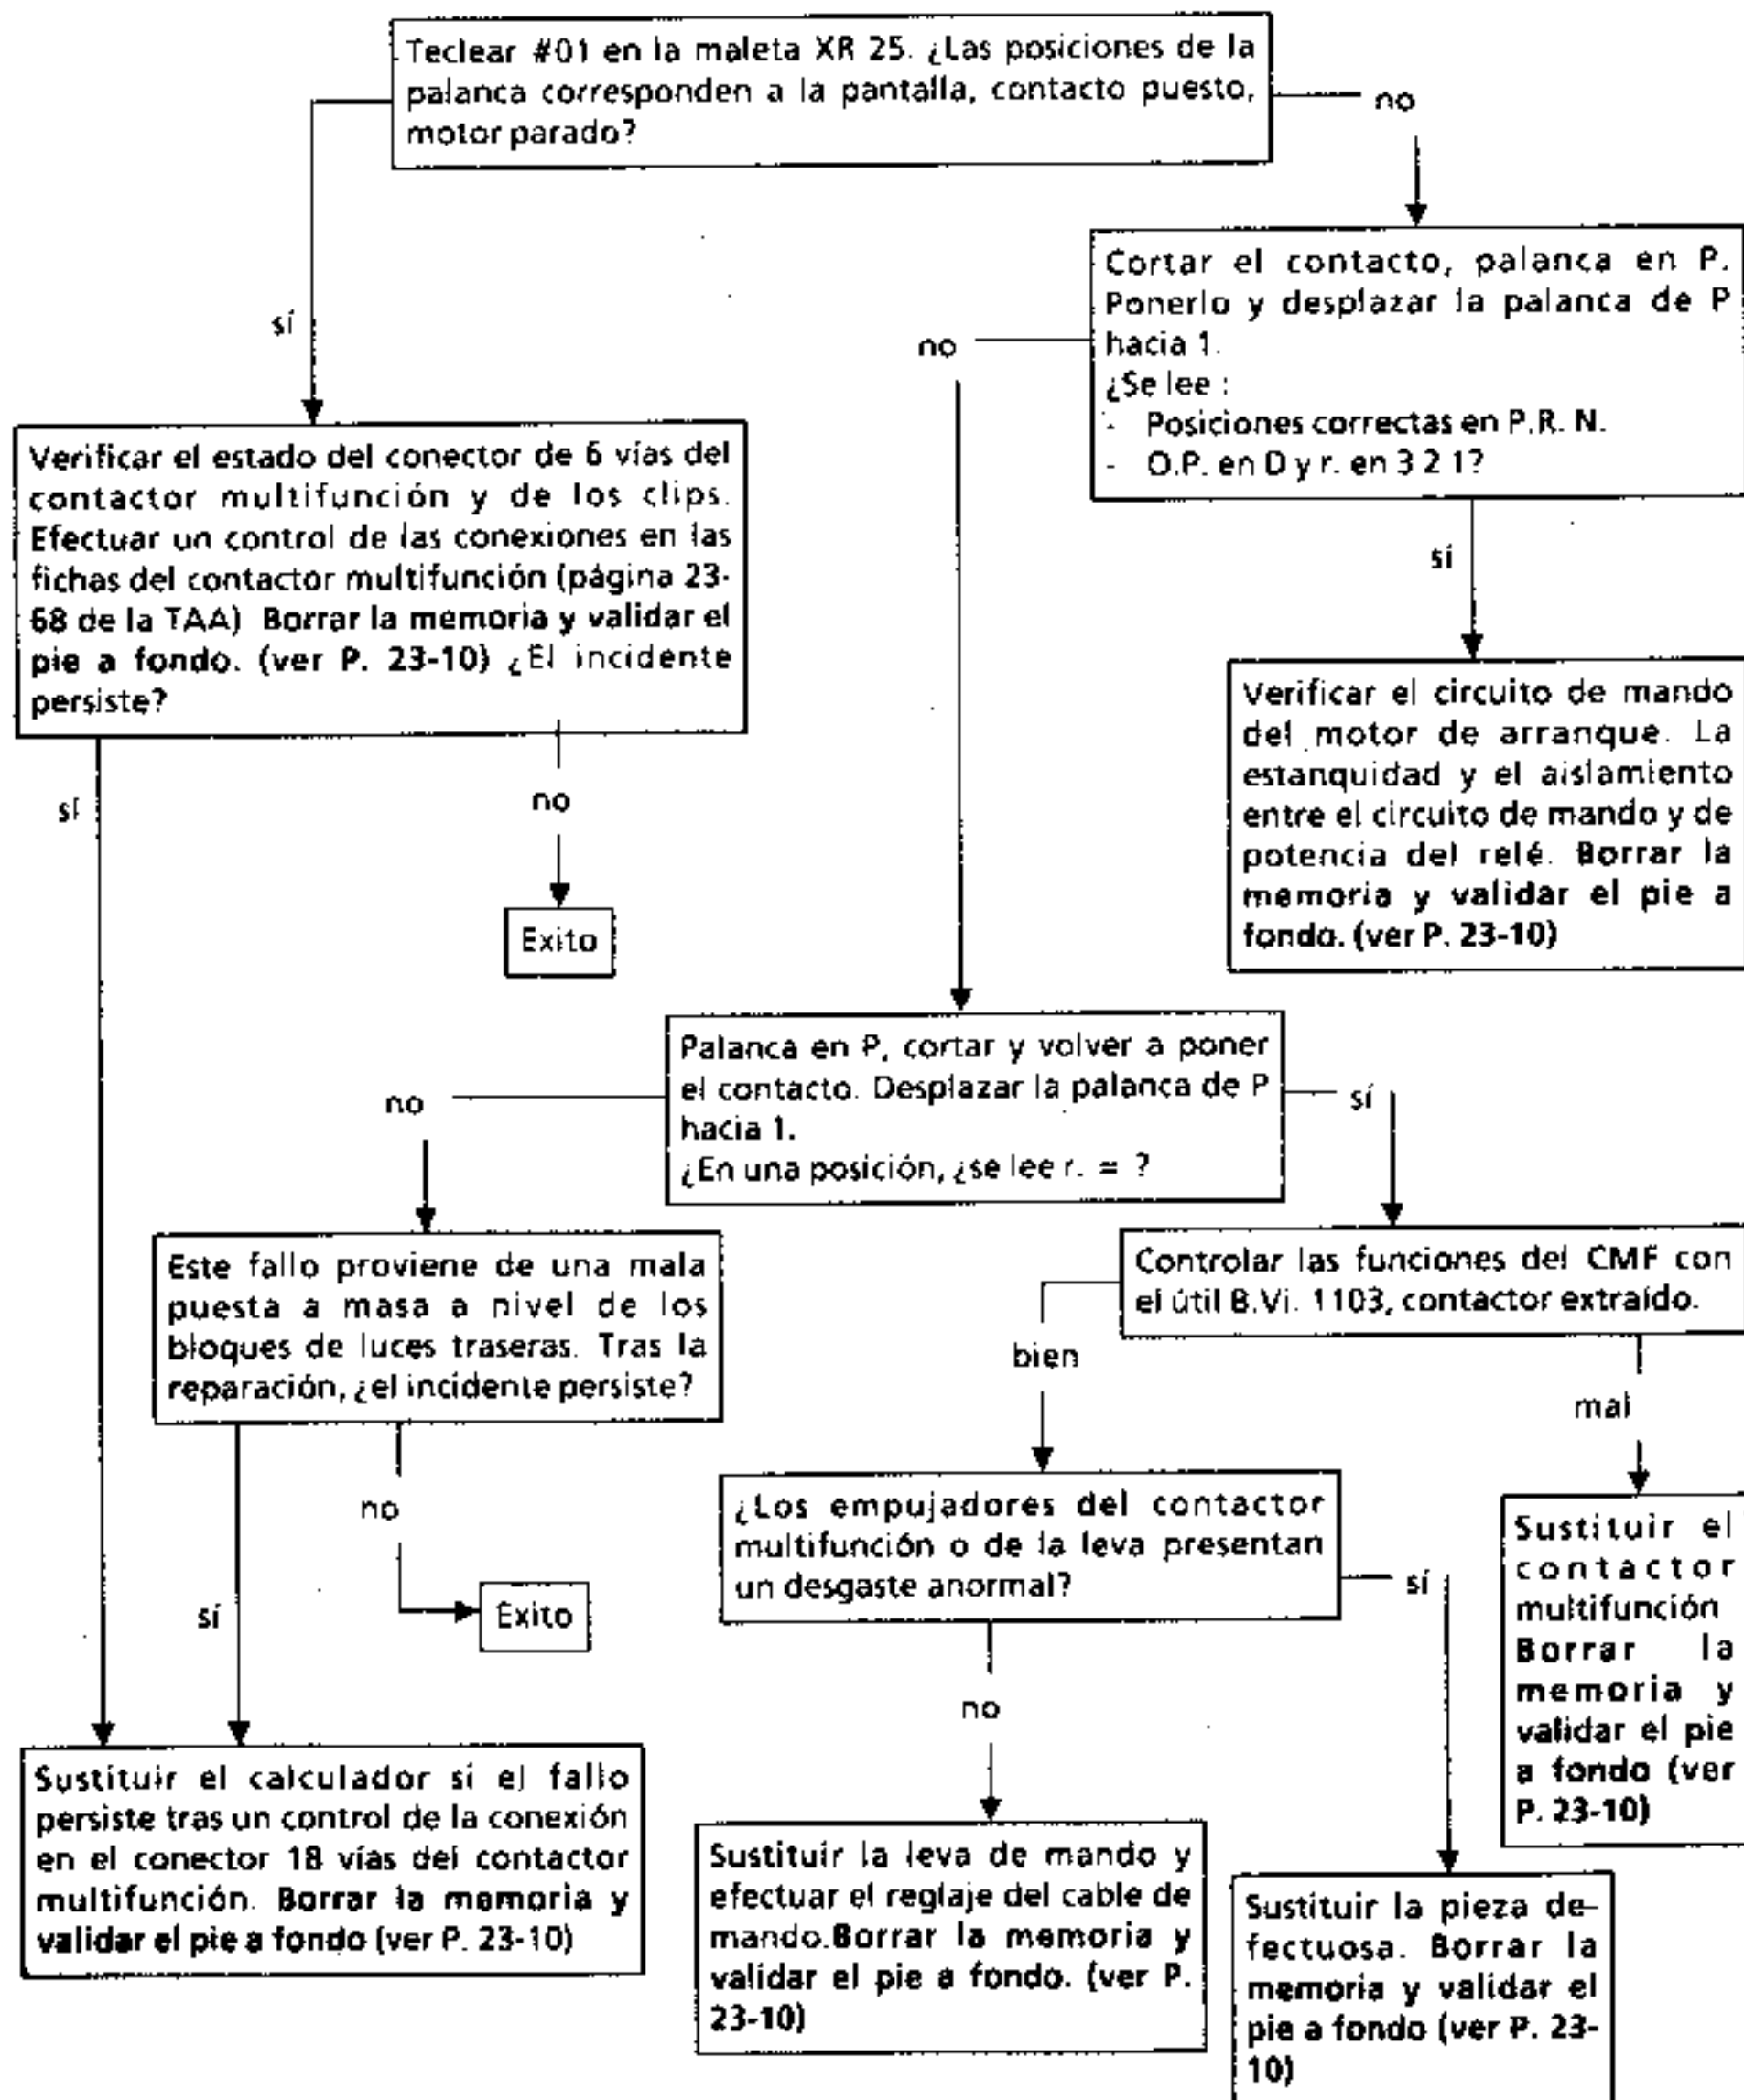 Teclear #01 en la maleta XR 25. ¿Las posiciones de la
palanca corresponden a la pantalla, contacto puesto,
motor parado?
no
sí
Cortar el contacto, palanca en P.
Ponerlo y desplazar la palanca de P
hacia 1.
¿Se lee :
- Posiciones correctas en P.R. N.
- O.P. en D y r. en 3 2 1?
no
sí
Verificar el estado del conector de 6 vías del
contactor multifunción y de los clips.
Efectuar un control de las conexiones en las
fichas del contactor multifunción (página 23-
68 de la TAA) Borrar la memoria y validar el
pie a fondo. (ver P. 23-10) ¿El incidente
persiste?
sí
no
Exito
Verificar el circuito de mando
del motor de arranque. La
estanquidad y el aislamiento
entre el circuito de mando y de
potencia del relé. Borrar la
memoria y validar el pie a
fondo. (ver P. 23-10)
Palanca en P, cortar y volver a poner
el contacto. Desplazar la palanca de P
hacia 1.
¿En una posición, ¿se lee r. = ?
no
sí
Este fallo proviene de una mala
puesta a masa a nivel de los
bloques de luces traseras. Tras la
reparación, ¿el incidente persiste?
sí
no
Exito
Controlar las funciones del CMF con
el útil B.Vi. 1103, contactor extraído.
bien
mal
¿Los empujadores del contactor
multifunción o de la leva presentan
un desgaste anormal?
no
sí
Sustituir el
contactor
multifunción
Borrar la
memoria y
validar el pie
a fondo (ver
P. 23-10)
Sustituir el calculador si el fallo
persiste tras un control de la conexión
en el conector 18 vías del contactor
multifunción. Borrar la memoria y
validar el pie a fondo (ver P. 23-10)
Sustituir la leva de mando y
efectuar el reglaje del cable de
mando.Borrar la memoria y
validar el pie a fondo. (ver P.
23-10)
Sustituir la pieza de-
fectuosa. Borrar la
memoria y validar el
pie a fondo (ver P. 23-
10)